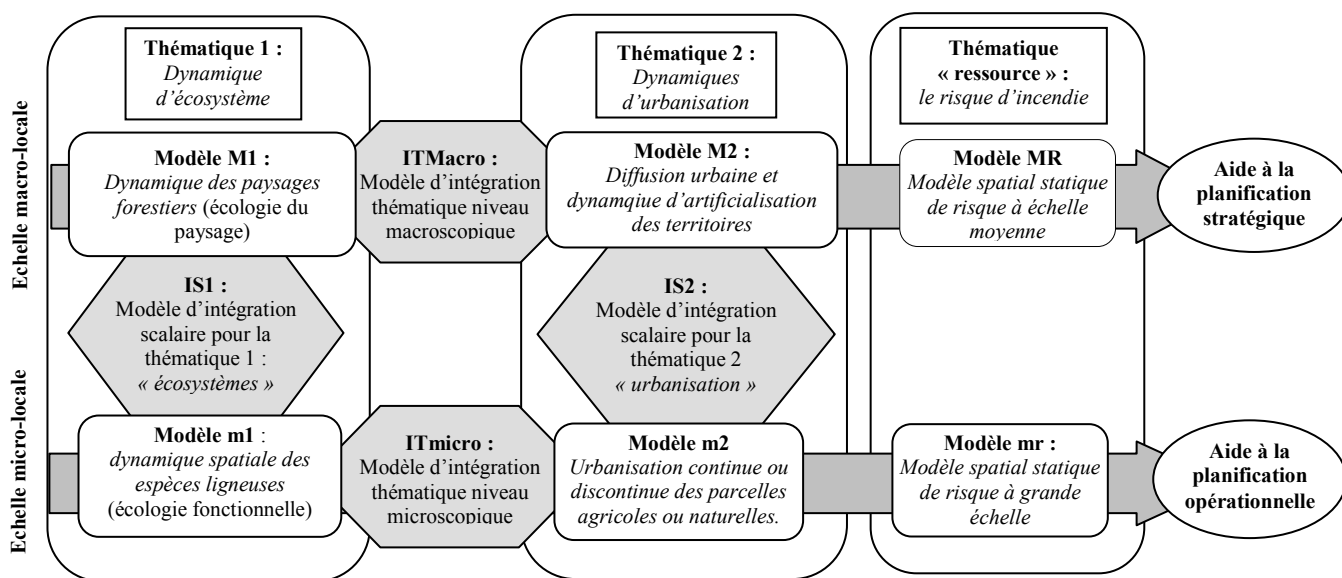 Thématique 1 :
Dynamique
d’écosystème
Thématique 2 :
Dynamiques
d’urbanisation
Thématique
« ressource » :
le risque d’incendie
Echelle macro-locale
Modèle M1 :
Dynamique des paysages
forestiers (écologie du
paysage)
ITMacro :
Modèle d’intégration
thématique niveau
macroscopique
Modèle M2 :
Diffusion urbaine et
dynamqiue d’artificialisation
des territoires
Modèle MR
Modèle spatial statique
de risque à échelle
moyenne
Aide à la
planification
stratégique
IS1 :
Modèle d’intégration
scalaire pour la
thématique 1 :
« écosystèmes »
IS2 :
Modèle d’intégration
scalaire pour la
thématique 2
« urbanisation »
Echelle micro-locale
Modèle m1 :
dynamique spatiale des
espèces ligneuses
(écologie fonctionnelle)
ITmicro :
Modèle d’intégration
thématique niveau
microscopique
Modèle m2
Urbanisation continue ou
discontinue des parcelles
agricoles ou naturelles.
Modèle mr :
Modèle spatial statique
de risque à grande
échelle
Aide à la
planification
opérationnelle